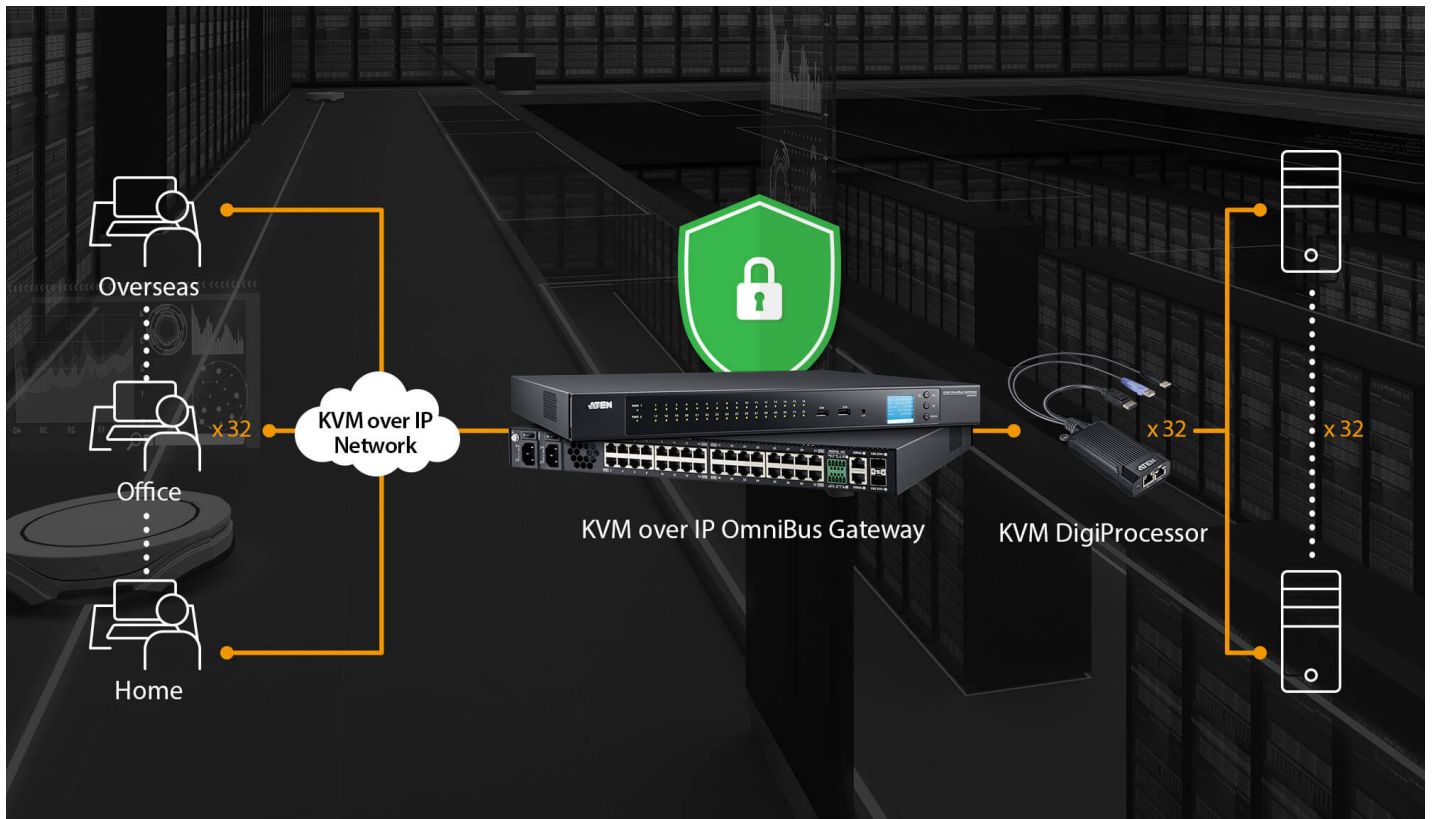 Overseas
Office
Home
x 32
KVM over IP
Network
ATEN
KVM over IP OmniBus Gateway
ATEN
KVM DigiProcessor
x 32
x 32